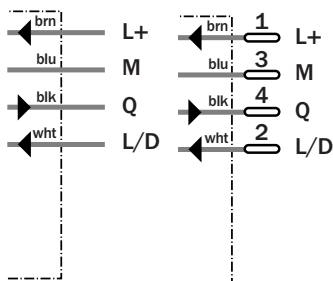 brn L+
blu M
blk Q
wht L/D
brn 1 L+
blu 3 M
blk 4 Q
wht 2 L/D